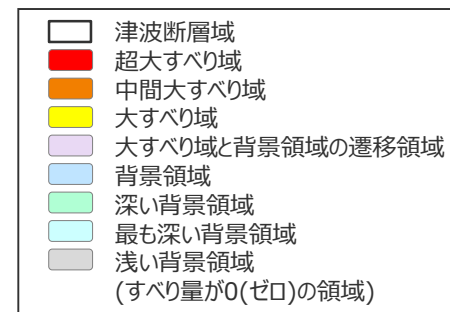 津波断層域
超大すべり域
中間大すべり域
大すべり域
大すべり域と背景領域の遷移領域
背景領域
深い背景領域
最も深い背景領域
浅い背景領域
(すべり量が0(ゼロ)の領域)